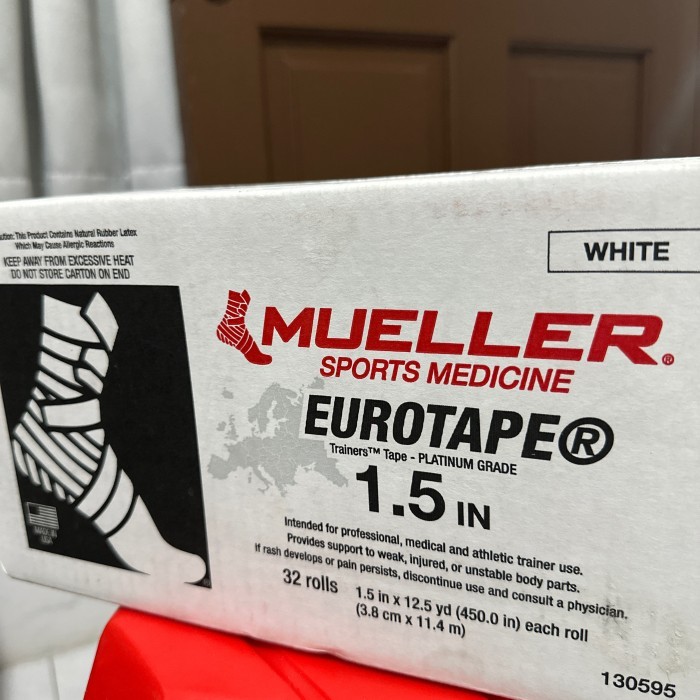 ution: This Product Contains Natural Rubber Latex
Which May Cause Allergic Reactions
KEEP AWAY FROM EXCESSIVE HEAT
DO NOT STORE CARTON ON END
WHITE
MUELLER®
SPORTS MEDICINE
EUROTAPE®
Trainers™ Tape - PLATINUM GRADE
1.5 IN
Intended for professional, medical and athletic trainer use.
Provides support to weak, injured, or unstable body parts.
If rash develops or pain persists, discontinue use and consult a physician.
32 rolls
1.5 in x 12.5 yd (450.0 in) each roll
(3.8 cm x 11.4 m)
MADE IN
USA
130595